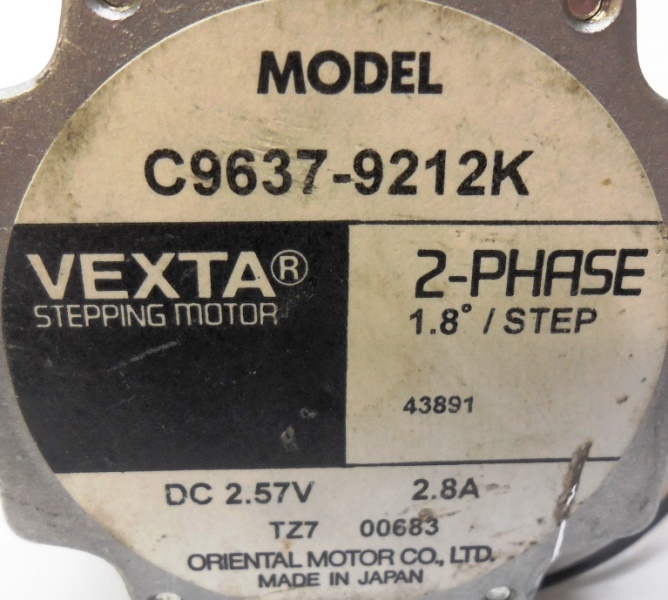 MODEL
C9637-9212K
VEXTA®
STEPPING MOTOR
2-PHASE
1.8° / STEP
43891
DC 2.57V 2.8A
TZ7 00683
ORIENTAL MOTOR CO., LTD.
MADE IN JAPAN